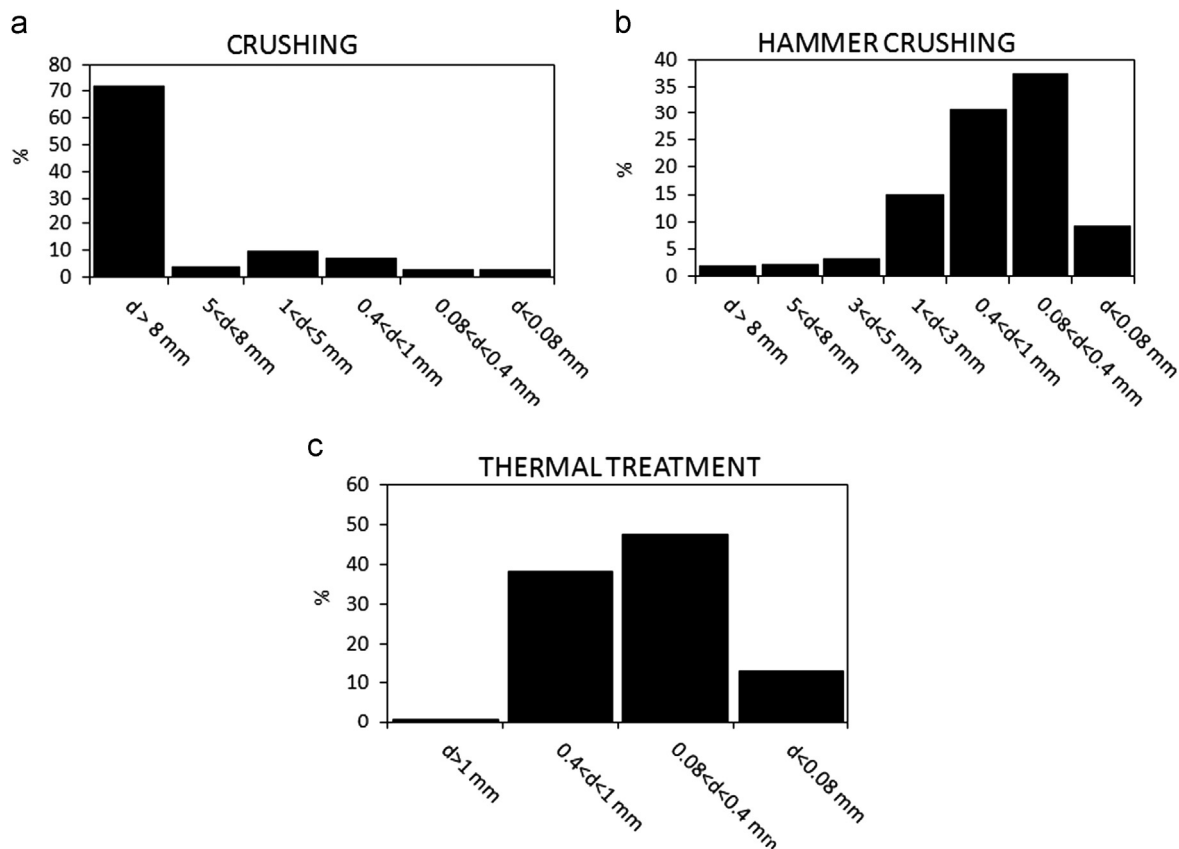 a
CRUSHING
80
70
60
50
40
30
20
10
0
%
d > 8 mm
5<d<8 mm
1<d<5 mm
0.4<d<1 mm
0.08<d<0.4 mm
d<0.08 mm
b
HAMMER CRUSHING
40
35
30
25
20
15
10
5
0
%
d > 8 mm
5<d<8 mm
3<d<5 mm
1<d<3 mm
0.4<d<1 mm
0.08<d<0.4 mm
d<0.08 mm
c
THERMAL TREATMENT
60
50
40
30
20
10
0
%
d>1 mm
0.4<d<1 mm
0.08<d<0.4 mm
d<0.08 mm